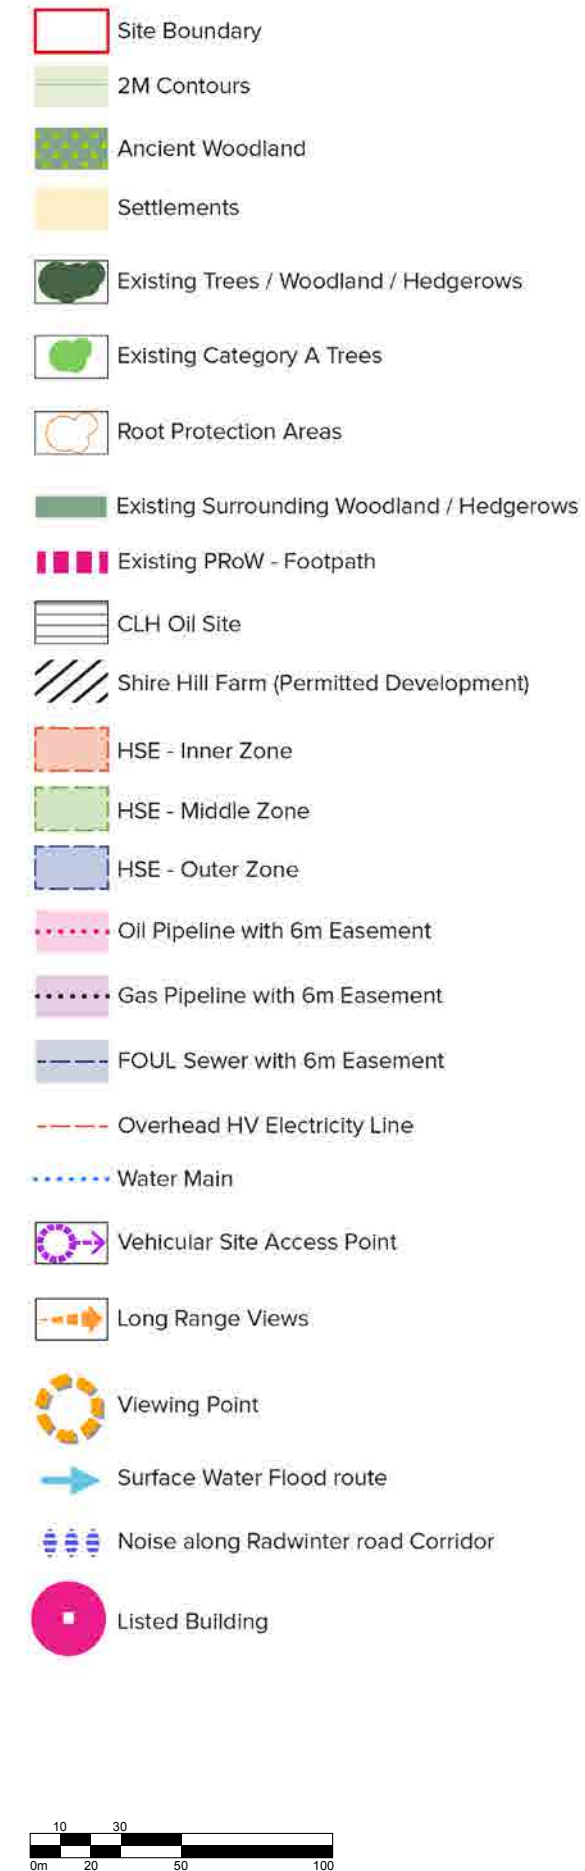 Site Boundary
2M Contours
Ancient Woodland
Settlements
Existing Trees / Woodland / Hedgerows
Existing Category A Trees
Root Protection Areas
Existing Surrounding Woodland / Hedgerows
Existing PRoW - Footpath
CLH Oil Site
Shire Hill Farm (Permitted Development)
HSE - Inner Zone
HSE - Middle Zone
HSE - Outer Zone
Oil Pipeline with 6m Easement
Gas Pipeline with 6m Easement
FOUL Sewer with 6m Easement
Overhead HV Electricity Line
Water Main
Vehicular Site Access Point
Long Range Views
Viewing Point
Surface Water Flood route
Noise along Radwinter road Corridor
Listed Building
10 30
0m 20 50 100